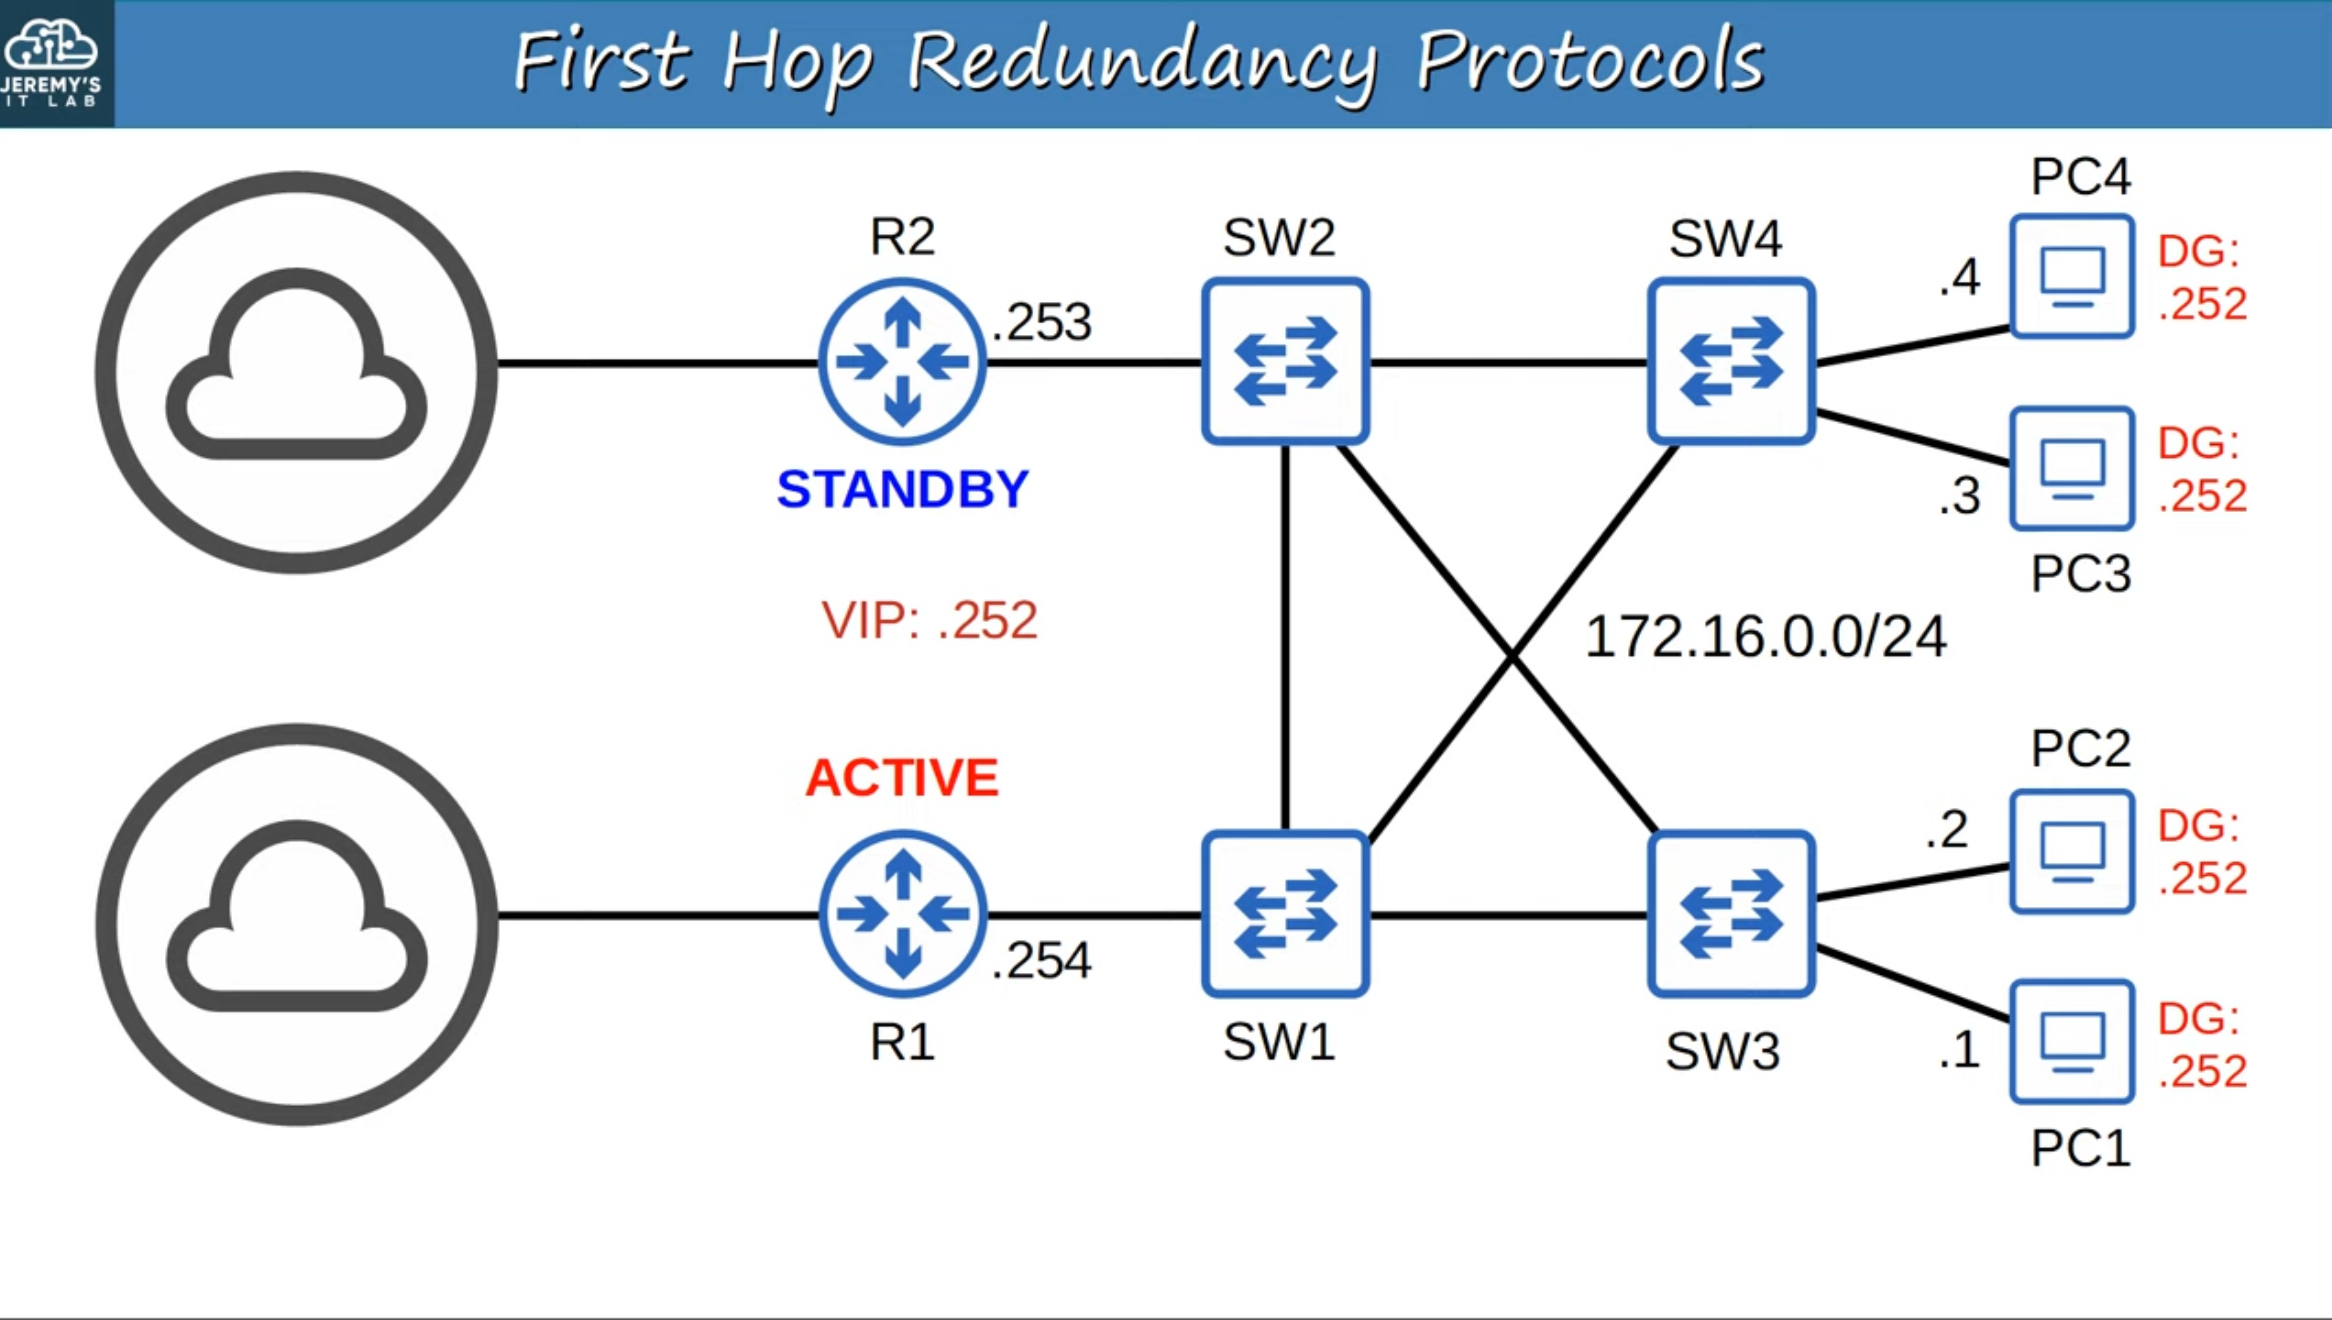 JEREMY'S
IT LAB
First Hop Redundancy Protocols
PC4
R2
SW2
SW4
DG:
.252
.4
.253
DG:
.252
STANDBY
.3
PC3
VIP: .252
172.16.0.0/24
PC2
ACTIVE
DG:
.252
.2
.254
DG:
.252
R1
SW1
SW3
.1
PC1